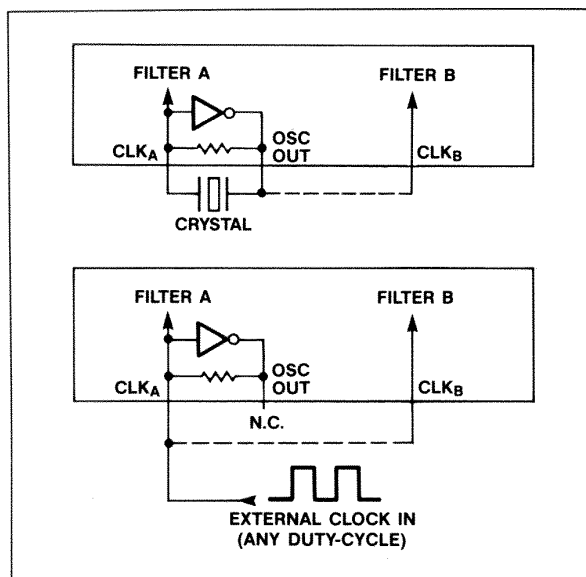 FILTER A FILTER B
OSC
OUT
CLKA CLKB
CRYSTAL
FILTER A FILTER B
OSC
OUT
CLKA CLKB
N.C.
EXTERNAL CLOCK IN
(ANY DUTY-CYCLE)